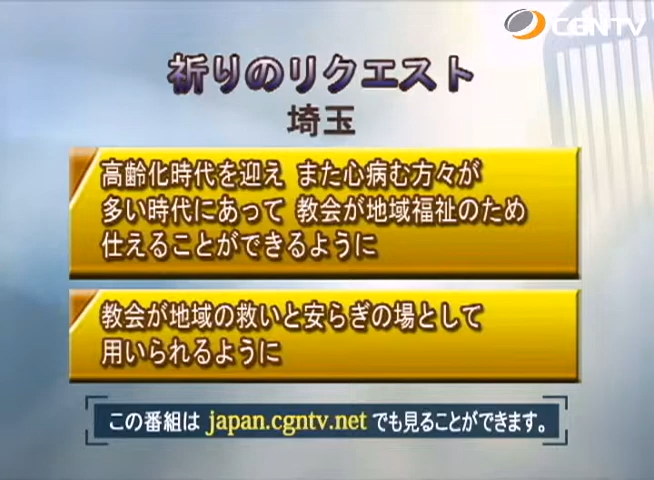 CGNTV
祈りのリクエスト
埼玉
高齢化時代を迎え また心病む方々が
多い時代にあって 教会が地域福祉のため
仕えることができるように
教会が地域の救いと安らぎの場として
用いられるように
この番組は japan.cgntv.net でも見ることができます。